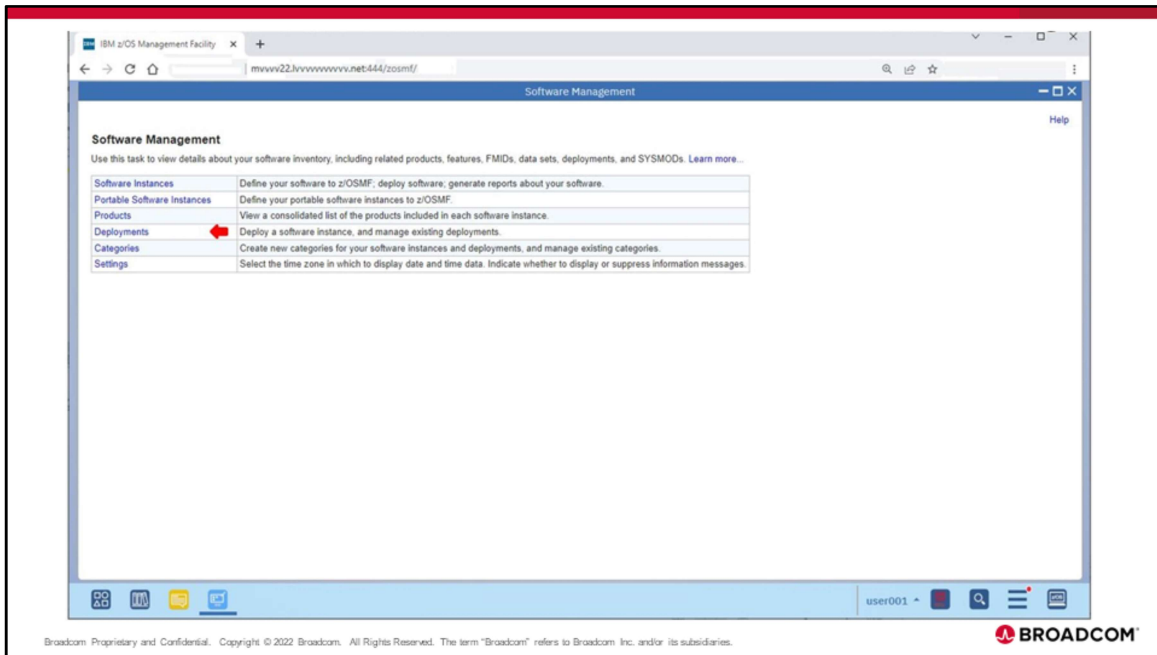 IBM z/OS Management Facility
mvvvv22.lvvvvvvvvvv.net:444/zosmf/
Software Management
Help
Software Management
Use this task to view details about your software inventory, including related products, features, FMIDs, data sets, deployments, and SYSMODs. Learn more...
Software Instances Define your software to z/OSMF; deploy software; generate reports about your software.
Portable Software Instances Define your portable software instances to z/OSMF.
Products View a consolidated list of the products included in each software instance.
Deployments Deploy a software instance, and manage existing deployments.
Categories Create new categories for your software instances and deployments, and manage existing categories.
Settings Select the time zone in which to display date and time data. Indicate whether to display or suppress information messages.
user001
Broadcom Proprietary and Confidential. Copyright © 2022 Broadcom. All Rights Reserved. The term “Broadcom” refers to Broadcom Inc. and/or its subsidiaries.
BROADCOM